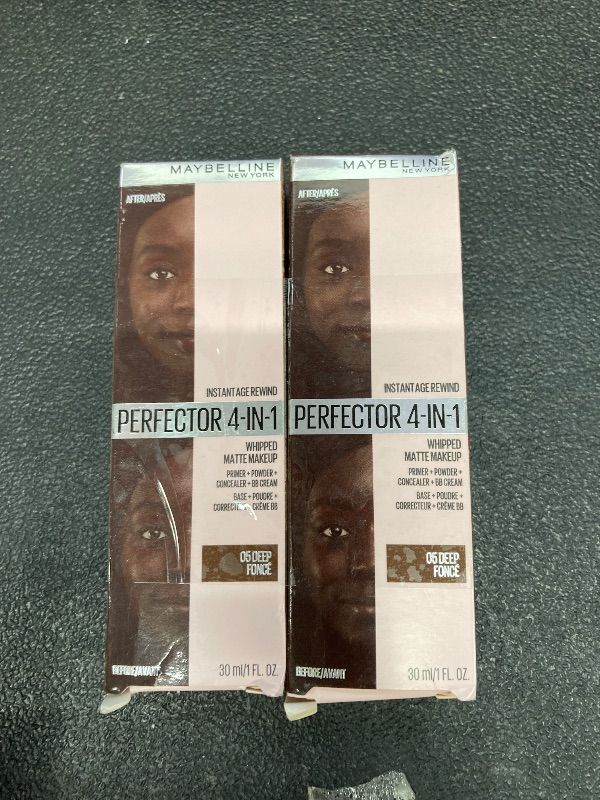 MAYBELLINE
NEW YORK
AFTER/APRÈS
INSTANT AGE REWIND
PERFECTOR 4-IN-1
WHIPPED
MATTE MAKEUP
PRIMER + POWDER +
CONCEALER + BB CREAM
BASE + POUDRE +
CORRECTEUR + CRÈME BB
05 DEEP
FONCÉ
BEFORE/AVANT
30 ml/1 FL. OZ.
MAYBELLINE
NEW YORK
AFTER/APRÈS
INSTANT AGE REWIND
PERFECTOR 4-IN-1
WHIPPED
MATTE MAKEUP
PRIMER + POWDER +
CONCEALER + BB CREAM
BASE + POUDRE +
CORRECTEUR + CRÈME BB
05 DEEP
FONCÉ
BEFORE/AVANT
30 ml/1 FL. OZ.